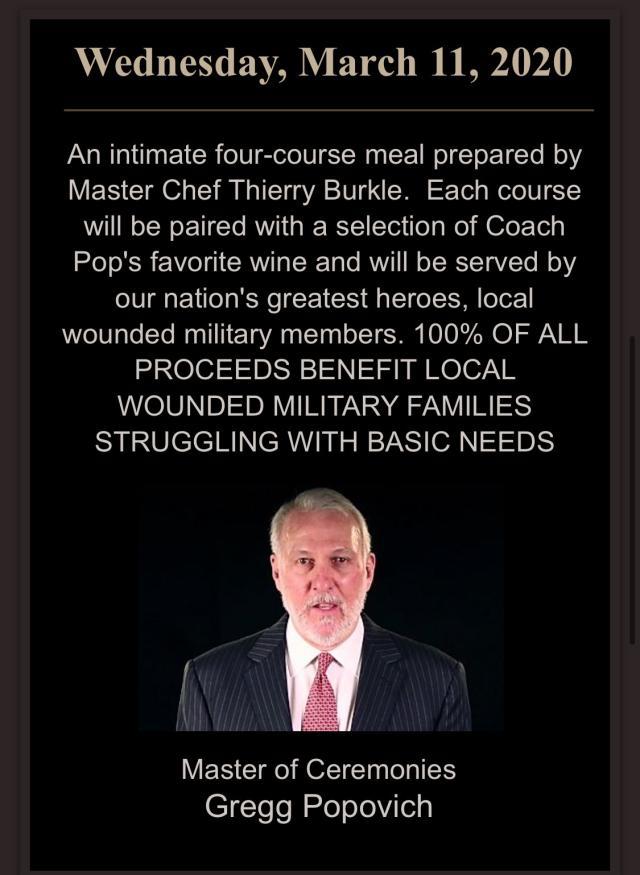 Wednesday, March 11, 2020
An intimate four-course meal prepared by
Master Chef Thierry Burkle.  Each course
will be paired with a selection of Coach
Pop's favorite wine and will be served by
our nation's greatest heroes, local
wounded military members. 100% OF ALL
PROCEEDS BENEFIT LOCAL
WOUNDED MILITARY FAMILIES
STRUGGLING WITH BASIC NEEDS
Master of Ceremonies
Gregg Popovich